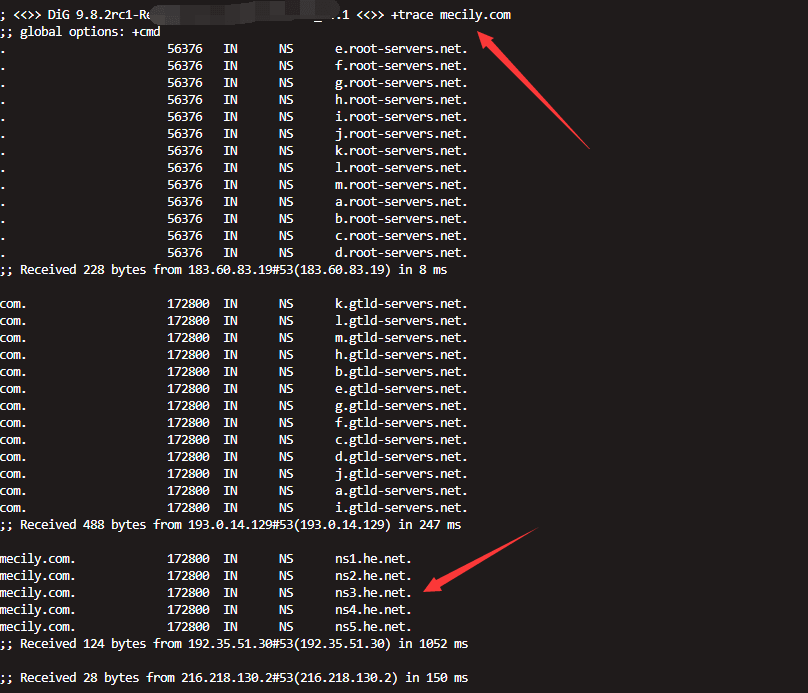 ; <<>> DiG 9.8.2rc1-Re .1 <<>> +trace mecily.com
;; global options: +cmd
. 56376 IN NS e.root-servers.net.
. 56376 IN NS f.root-servers.net.
. 56376 IN NS g.root-servers.net.
. 56376 IN NS h.root-servers.net.
. 56376 IN NS i.root-servers.net.
. 56376 IN NS j.root-servers.net.
. 56376 IN NS k.root-servers.net.
. 56376 IN NS l.root-servers.net.
. 56376 IN NS m.root-servers.net.
. 56376 IN NS a.root-servers.net.
. 56376 IN NS b.root-servers.net.
. 56376 IN NS c.root-servers.net.
. 56376 IN NS d.root-servers.net.
;; Received 228 bytes from 183.60.83.19#53(183.60.83.19) in 8 ms
com. 172800 IN NS k.gtld-servers.net.
com. 172800 IN NS l.gtld-servers.net.
com. 172800 IN NS m.gtld-servers.net.
com. 172800 IN NS h.gtld-servers.net.
com. 172800 IN NS b.gtld-servers.net.
com. 172800 IN NS e.gtld-servers.net.
com. 172800 IN NS g.gtld-servers.net.
com. 172800 IN NS f.gtld-servers.net.
com. 172800 IN NS c.gtld-servers.net.
com. 172800 IN NS d.gtld-servers.net.
com. 172800 IN NS j.gtld-servers.net.
com. 172800 IN NS a.gtld-servers.net.
com. 172800 IN NS i.gtld-servers.net.
;; Received 488 bytes from 193.0.14.129#53(193.0.14.129) in 247 ms
mecily.com. 172800 IN NS ns1.he.net.
mecily.com. 172800 IN NS ns2.he.net.
mecily.com. 172800 IN NS ns3.he.net.
mecily.com. 172800 IN NS ns4.he.net.
mecily.com. 172800 IN NS ns5.he.net.
;; Received 124 bytes from 192.35.51.30#53(192.35.51.30) in 1052 ms
;; Received 28 bytes from 216.218.130.2#53(216.218.130.2) in 150 ms